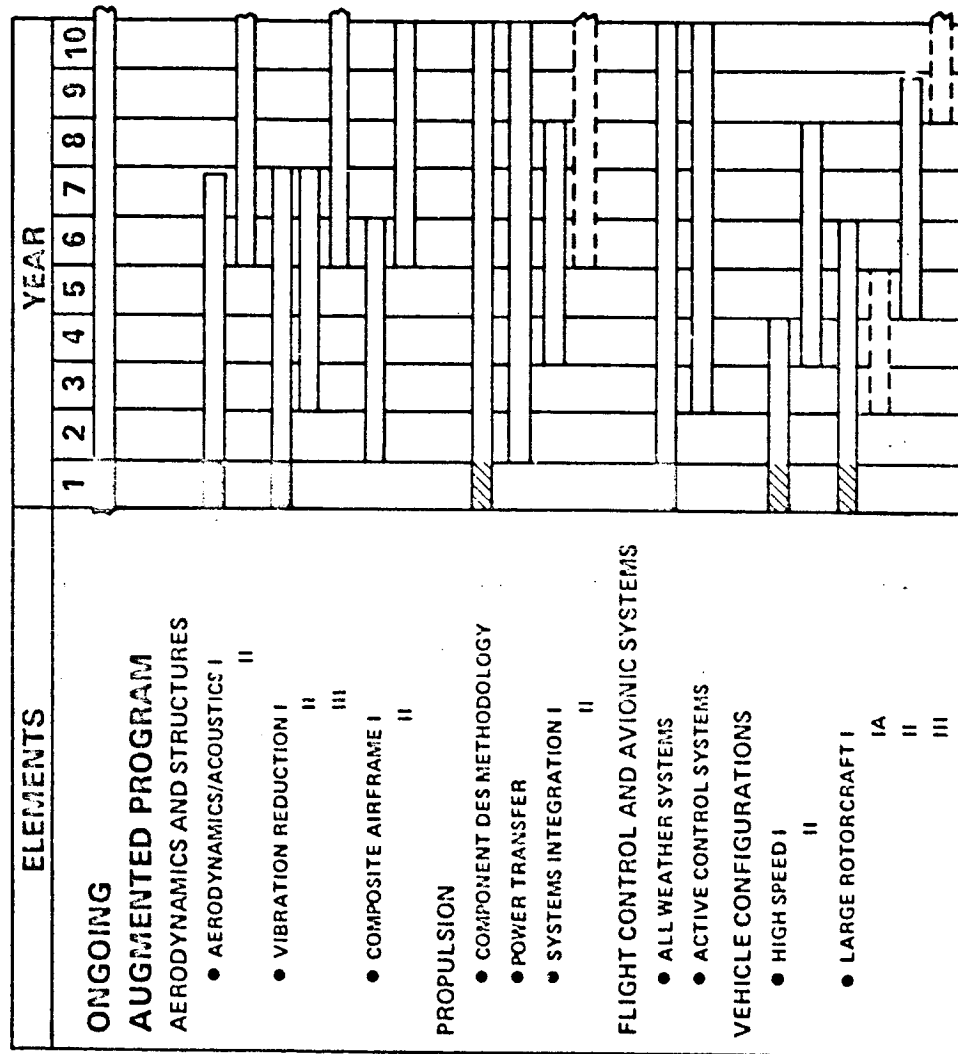 ELEMENTS
YEAR
1 2 3 4 5 6 7 8 9 10
ONGOING
AUGMENTED PROGRAM
AERODYNAMICS AND STRUCTURES
• AERODYNAMICS/ACOUSTICS I
II
• VIBRATION REDUCTION I
II
III
• COMPOSITE AIRFRAME I
II
PROPULSION
• COMPONENT DES METHODOLOGY
• POWER TRANSFER
• SYSTEMS INTEGRATION I
II
FLIGHT CONTROL AND AVIONIC SYSTEMS
• ALL WEATHER SYSTEMS
• ACTIVE CONTROL SYSTEMS
VEHICLE CONFIGURATIONS
• HIGH SPEED I
II
• LARGE ROTORCRAFT I
IA
II
III